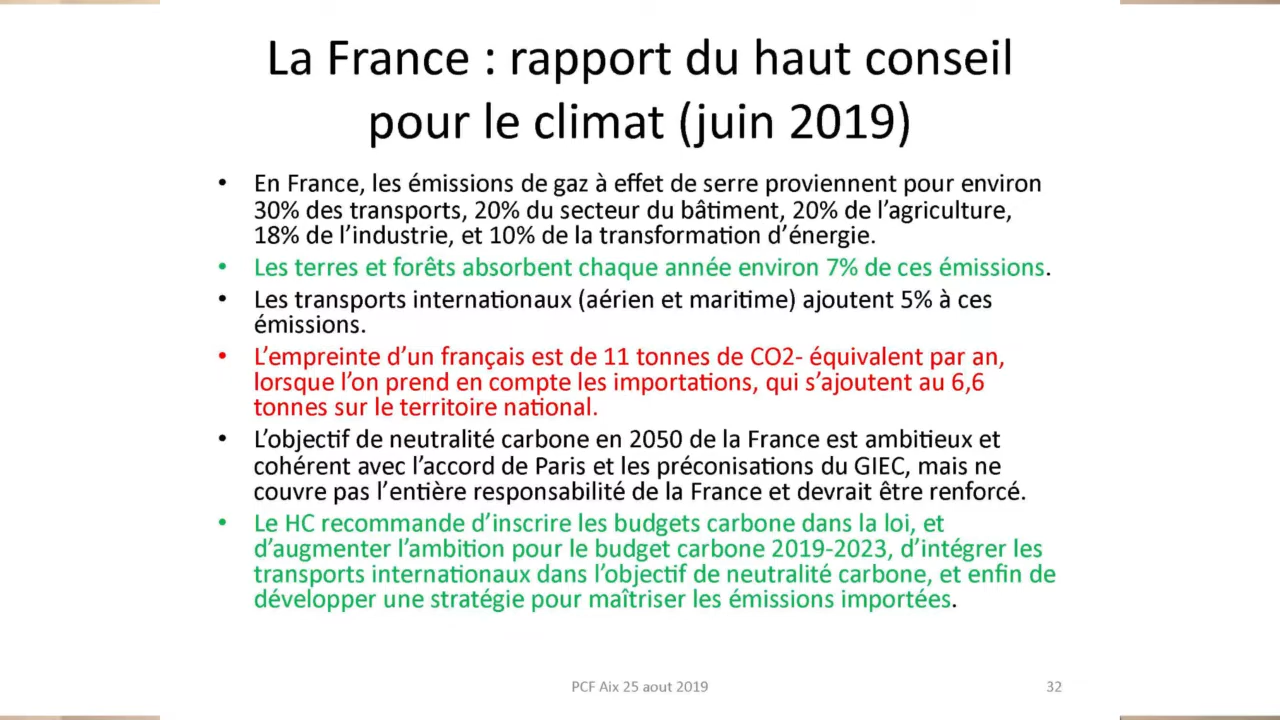 La France : rapport du haut conseil
pour le climat (juin 2019)
• En France, les émissions de gaz à effet de serre proviennent pour environ
30% des transports, 20% du secteur du bâtiment, 20% de l’agriculture,
18% de l’industrie, et 10% de la transformation d’énergie.
• Les terres et forêts absorbent chaque année environ 7% de ces émissions.
• Les transports internationaux (aérien et maritime) ajoutent 5% à ces
émissions.
• L’empreinte d’un français est de 11 tonnes de CO2- équivalent par an,
lorsque l’on prend en compte les importations, qui s’ajoutent au 6,6
tonnes sur le territoire national.
• L’objectif de neutralité carbone en 2050 de la France est ambitieux et
cohérent avec l’accord de Paris et les préconisations du GIEC, mais ne
couvre pas l’entière responsabilité de la France et devrait être renforcé.
• Le HC recommande d’inscrire les budgets carbone dans la loi, et
d’augmenter l’ambition pour le budget carbone 2019-2023, d’intégrer les
transports internationaux dans l’objectif de neutralité carbone, et enfin de
développer une stratégie pour maîtriser les émissions importées.
PCF Aix 25 aout 2019
32